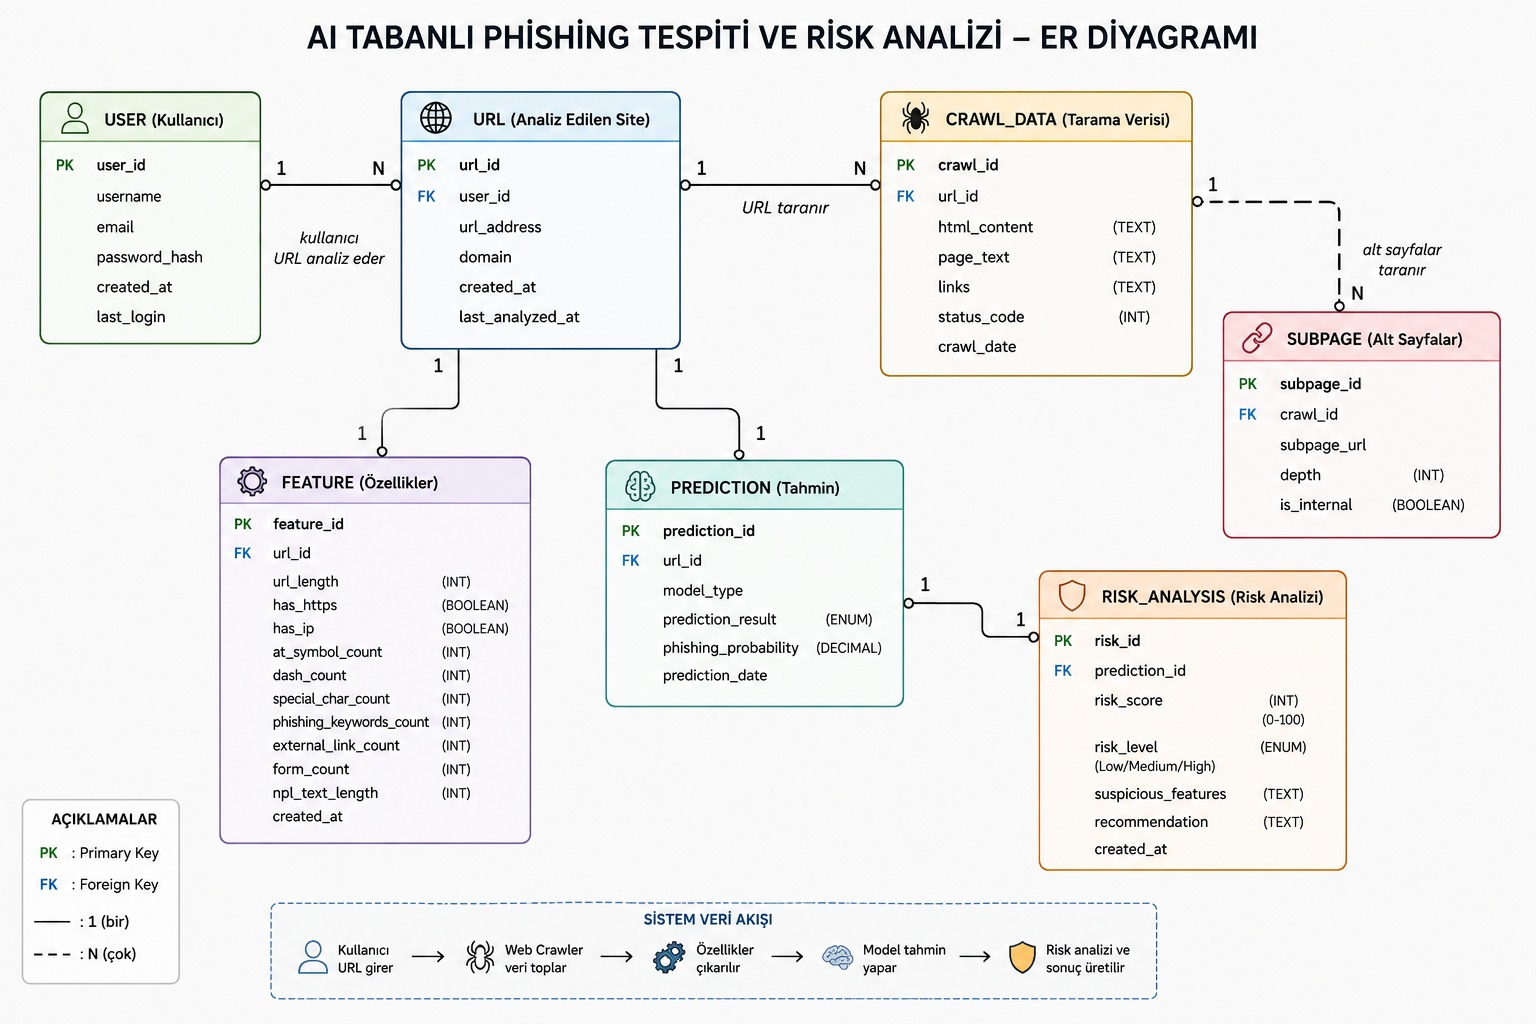 AI TABANLI PHİSHİNG TESPİTİ VE RİSK ANALİZİ – ER DİYAGRAMI
USER (Kullanıcı)
PK user_id
username
email
password_hash
created_at
last_login
1 N
kullanıcı
URL analiz eder
URL (Analiz Edilen Site)
PK url_id
FK user_id
url_address
domain
created_at
last_analyzed_at
1 N
URL taranır
CRAWL_DATA (Tarama Verisi)
PK crawl_id
FK url_id
html_content (TEXT)
page_text (TEXT)
links (TEXT)
status_code (INT)
crawl_date
1
alt sayfalar
taranır
N
SUBPAGE (Alt Sayfalar)
PK subpage_id
FK crawl_id
subpage_url
depth (INT)
is_internal (BOOLEAN)
1
1
1
1
FEATURE (Özellikler)
PK feature_id
FK url_id
url_length (INT)
has_https (BOOLEAN)
has_ip (BOOLEAN)
at_symbol_count (INT)
dash_count (INT)
special_char_count (INT)
phishing_keywords_count (INT)
external_link_count (INT)
form_count (INT)
npl_text_length (INT)
created_at
PREDICTION (Tahmin)
PK prediction_id
FK url_id
model_type
prediction_result (ENUM)
phishing_probability (DECIMAL)
prediction_date
1
1
RISK_ANALYSIS (Risk Analizi)
PK risk_id
FK prediction_id
risk_score (INT)
(0-100)
risk_level (ENUM)
(Low/Medium/High)
suspicious_features (TEXT)
recommendation (TEXT)
created_at
AÇIKLAMALAR
PK : Primary Key
FK : Foreign Key
: 1 (bir)
: N (çok)
SİSTEM VERİ AKIŞI
Kullanıcı
URL girer
Web Crawler
veri toplar
Özellikler
çıkarılır
Model tahmin
yapar
Risk analizi ve
sonuç üretilir